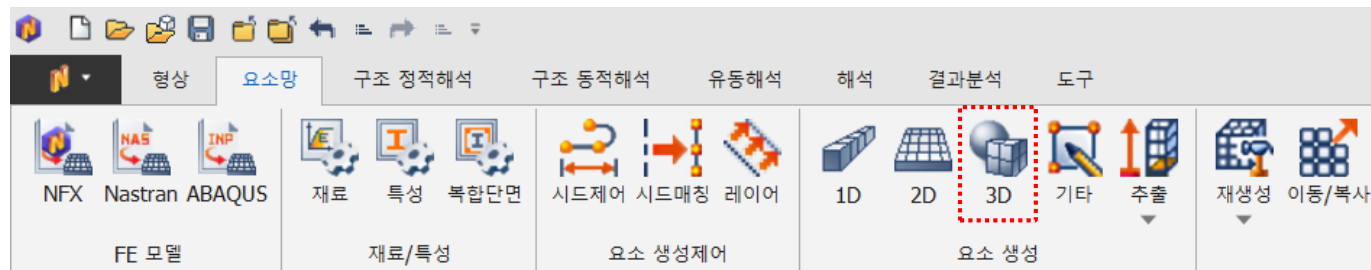 형상 요소망 구조 정적해석 구조 동적해석 유동해석 해석 결과분석 도구
NAS INP
NFX Nastran ABAQUS 재료 특성 복합단면 시드제어 시드매칭 레이어 1D 2D 3D 기타 추출 재생성 이동/복사
FE 모델 재료/특성 요소 생성제어 요소 생성